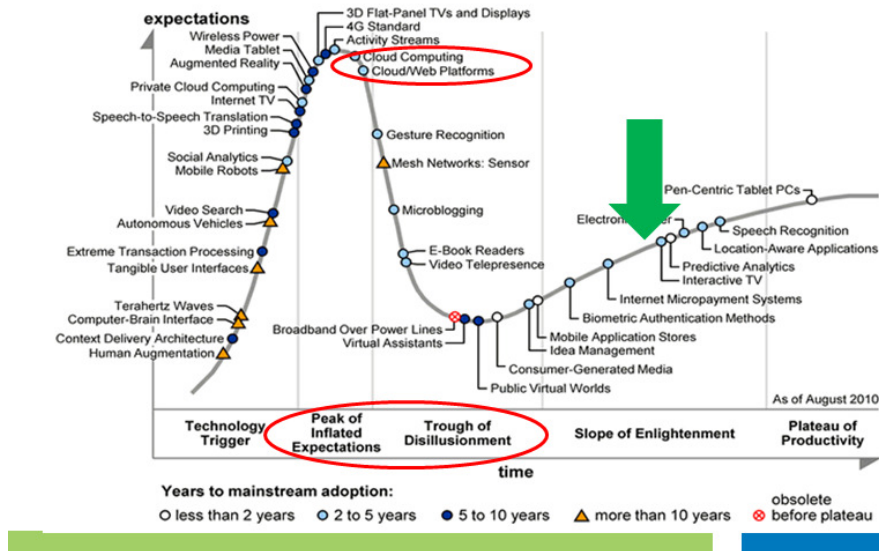 expectations
3D Flat-Panel TVs and Displays
4G Standard
Activity Streams
Wireless Power
Media Tablet
Augmented Reality
Cloud Computing
Cloud/Web Platforms
Private Cloud Computing
Internet TV
Speech-to-Speech Translation
3D Printing
Gesture Recognition
Social Analytics
Mobile Robots
Mesh Networks: Sensor
Pen-Centric Tablet PCs
Video Search
Autonomous Vehicles
Microblogging
Speech Recognition
Location-Aware Applications
Extreme Transaction Processing
Tangible User Interfaces
E-Book Readers
Video Telepresence
Predictive Analytics
Interactive TV
Internet Micropayment Systems
Terahertz Waves
Computer-Brain Interface
Biometric Authentication Methods
Broadband Over Power Lines
Virtual Assistants
Mobile Application Stores
Idea Management
Context Delivery Architecture
Human Augmentation
Consumer-Generated Media
Public Virtual Worlds
As of August 2010
Technology
Trigger
Peak of
Inflated
Expectations
Trough of
Disillusionment
Slope of Enlightenment
Plateau of
Productivity
time
Years to mainstream adoption:
less than 2 years
2 to 5 years
5 to 10 years
more than 10 years
obsolete
before plateau